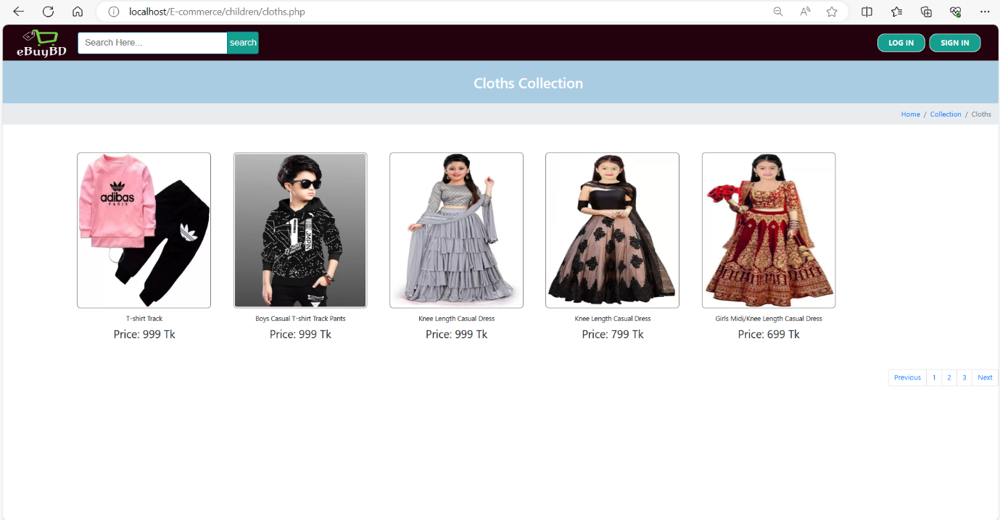 localhost/E-commerce/children/cloths.php
eBuyBD
Search Here...
search
LOG IN
SIGN IN
Cloths Collection
Home / Collection / Cloths
adibas
PARIS
T-shirt Track
Price: 999 Tk
Boys Casual T-shirt Track Pants
Price: 999 Tk
Knee Length Casual Dress
Price: 999 Tk
Knee Length Casual Dress
Price: 799 Tk
Girls Midi/Knee Length Casual Dress
Price: 699 Tk
Previous 1 2 3 Next